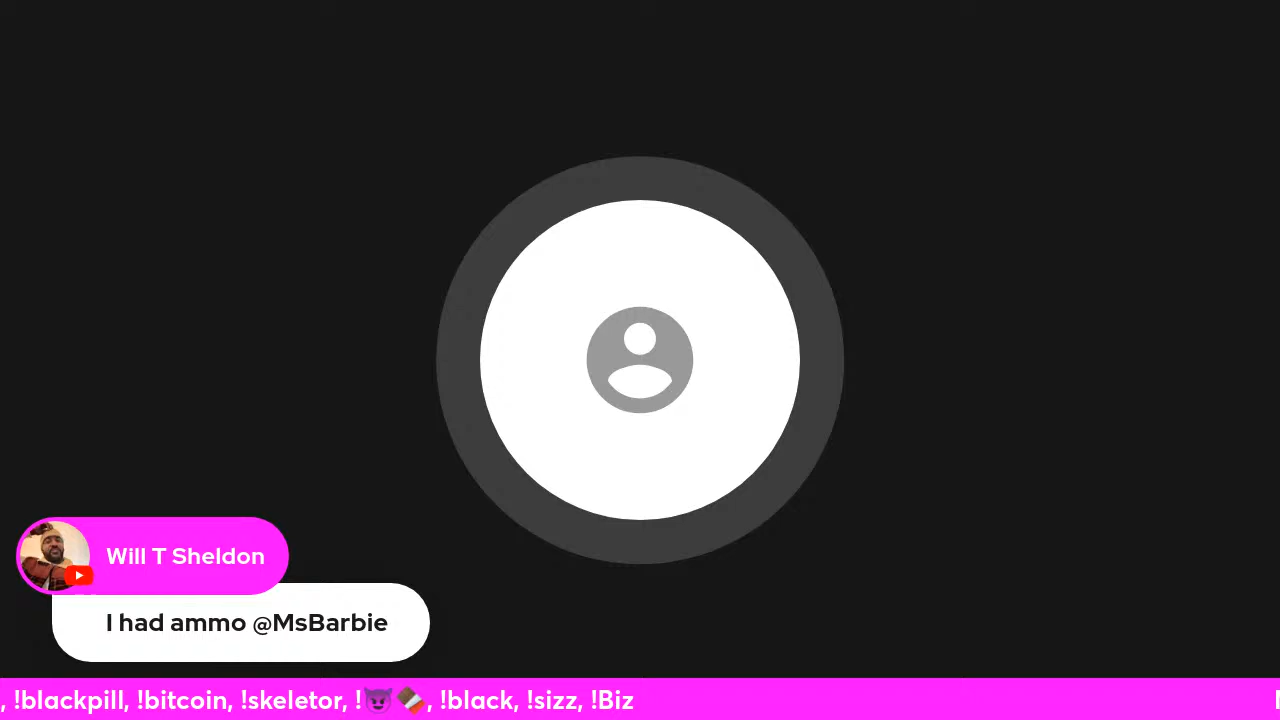 Will T Sheldon
I had ammo @MsBarbie
, !blackpill, !bitcoin, !skeletor, !😈🍫, !black, !sizz, !Biz